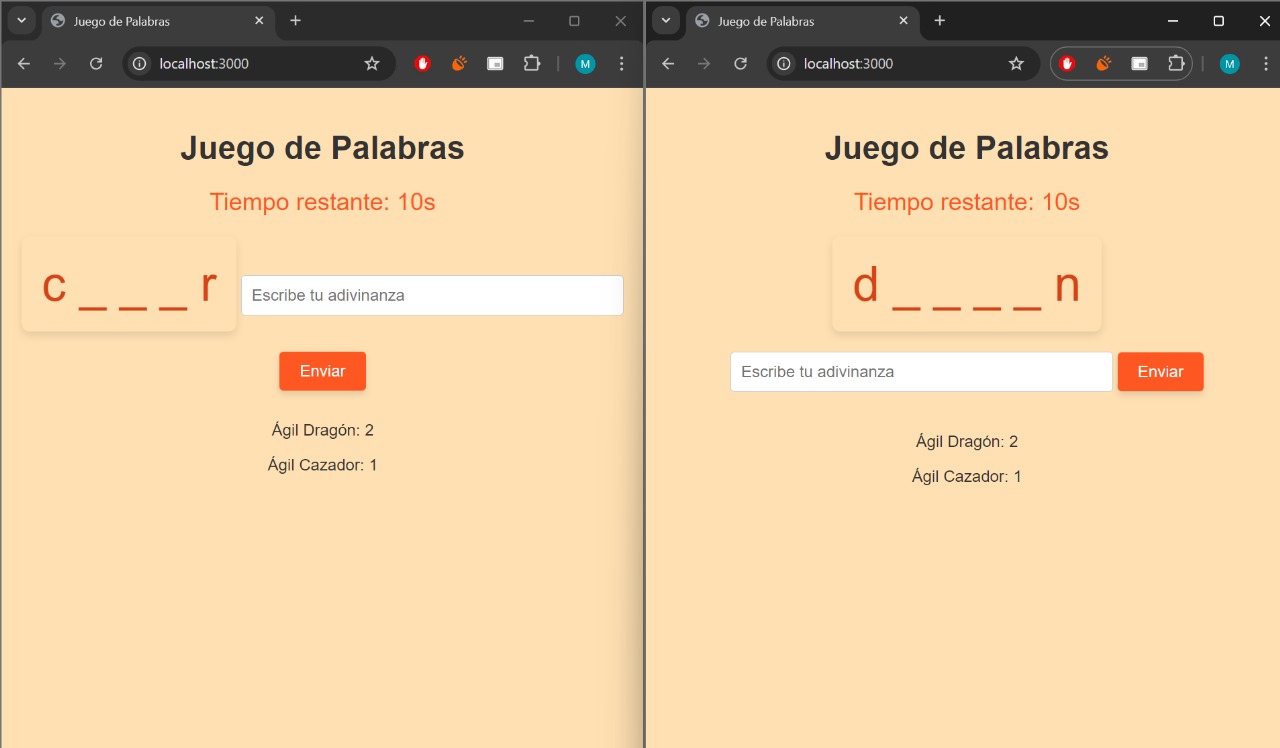 Juego de Palabras
localhost:3000
M
Juego de Palabras
Tiempo restante: 10s
c _ _ _ r
Escribe tu adivinanza
Enviar
Ágil Dragón: 2
Ágil Cazador: 1
Juego de Palabras
localhost:3000
M
Juego de Palabras
Tiempo restante: 10s
d _ _ _ _ n
Escribe tu adivinanza
Enviar
Ágil Dragón: 2
Ágil Cazador: 1